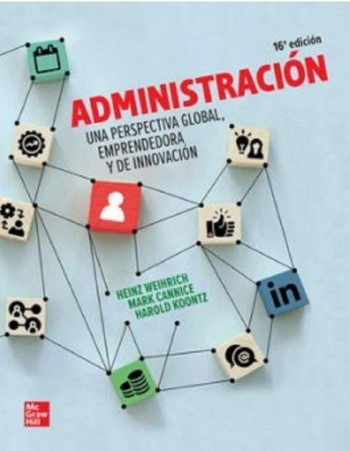 16ª edición
ADMINISTRACIÓN
UNA PERSPECTIVA GLOBAL,
EMPRENDEDORA
Y DE INNOVACIÓN
HEINZ WEIHRICH
MARK CANNICE
HAROLD KOONTZ
in
Mc
Graw
Hill